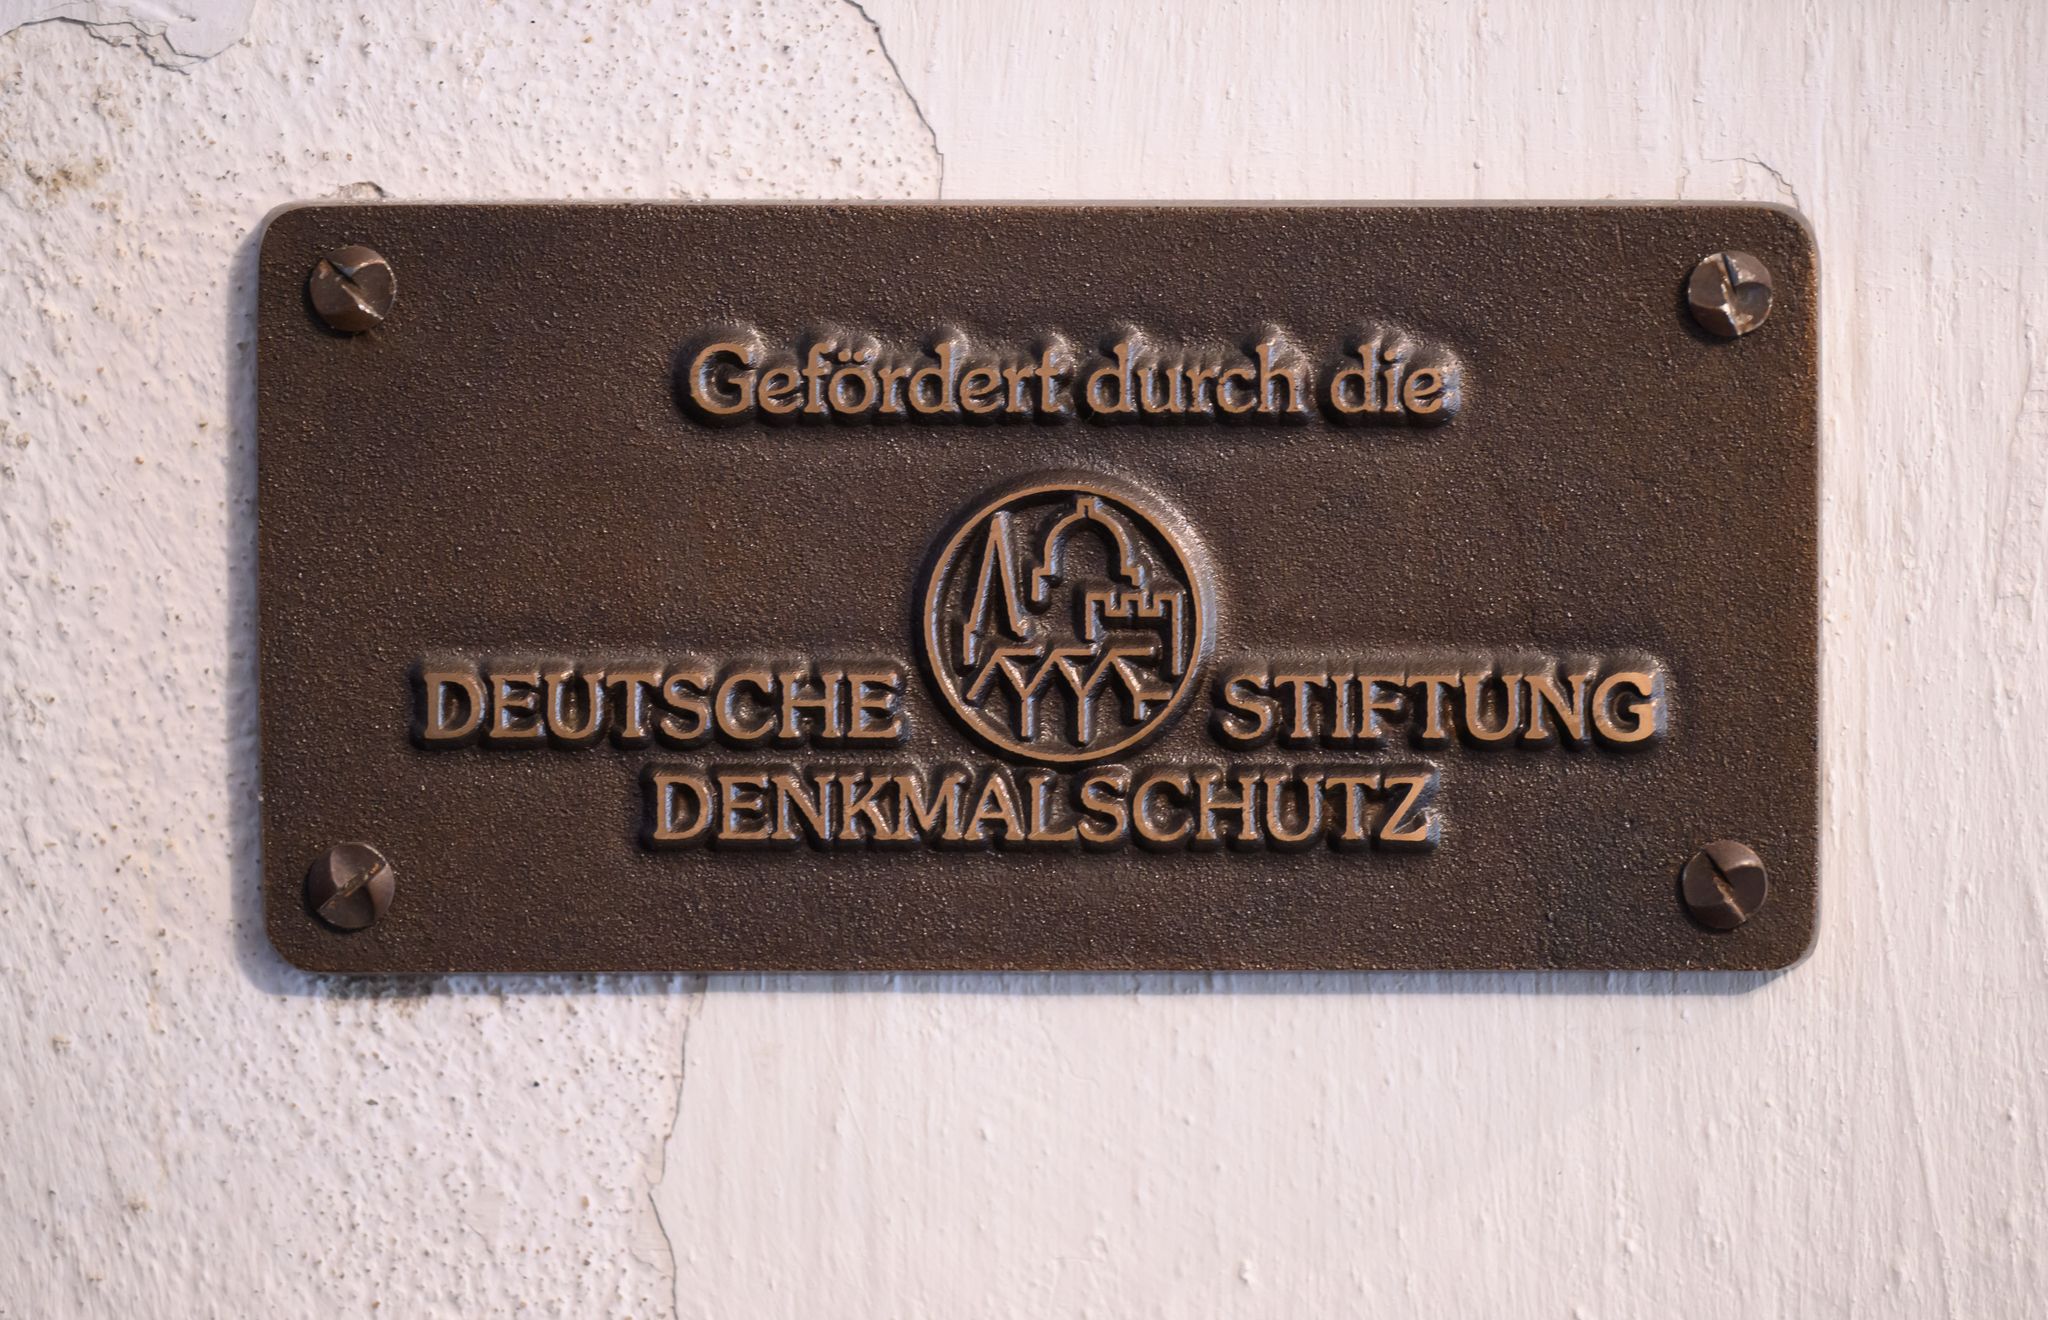 Gefördert durch die
DEUTSCHE STIFTUNG
DENKMALSCHUTZ